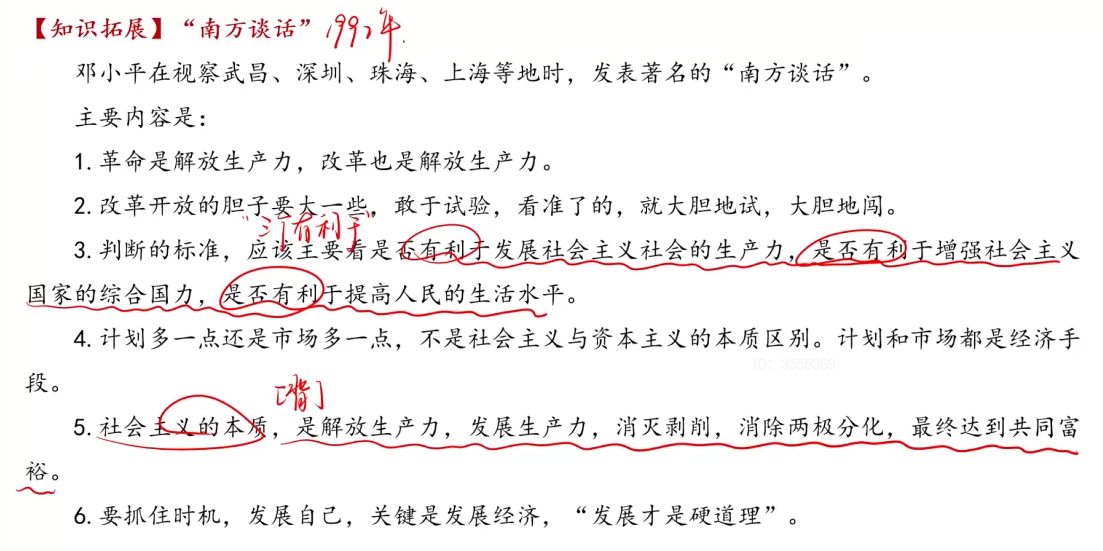 【知识拓展】“南方谈话” 1992年.
邓小平在视察武昌、深圳、珠海、上海等地时，发表著名的“南方谈话”。
主要内容是：
1.革命是解放生产力，改革也是解放生产力。
2.改革开放的胆子要大一些，敢于试验，看准了的，就大胆地试，大胆地闯。
“三个有利于”
3.判断的标准，应该主要看是否有利于发展社会主义社会的生产力，是否有利于增强社会主义
国家的综合国力，是否有利于提高人民的生活水平。
4.计划多一点还是市场多一点，不是社会主义与资本主义的本质区别。计划和市场都是经济手
ID：3555369
段。
[背]
5.社会主义的本质，是解放生产力，发展生产力，消灭剥削，消除两极分化，最终达到共同富
裕。
6.要抓住时机，发展自己，关键是发展经济，“发展才是硬道理”。